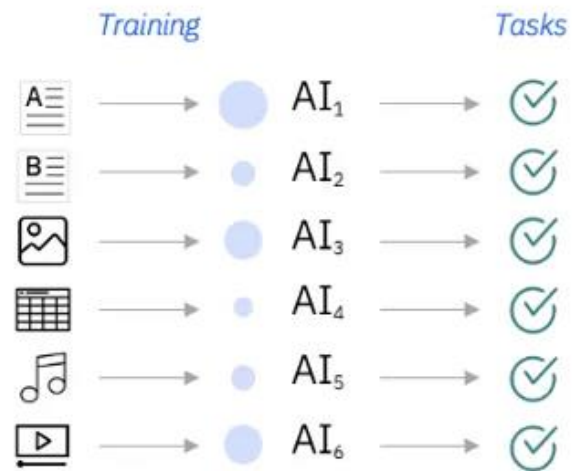 Training Tasks
A AI₁
B AI₂
AI₃
AI₄
AI₅
AI₆